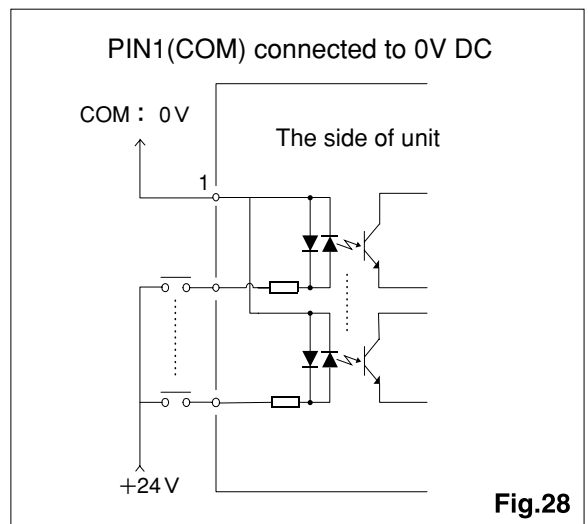 PIN1(COM) connected to 0V DC
COM： 0V
The side of unit
1
+24V
Fig.28